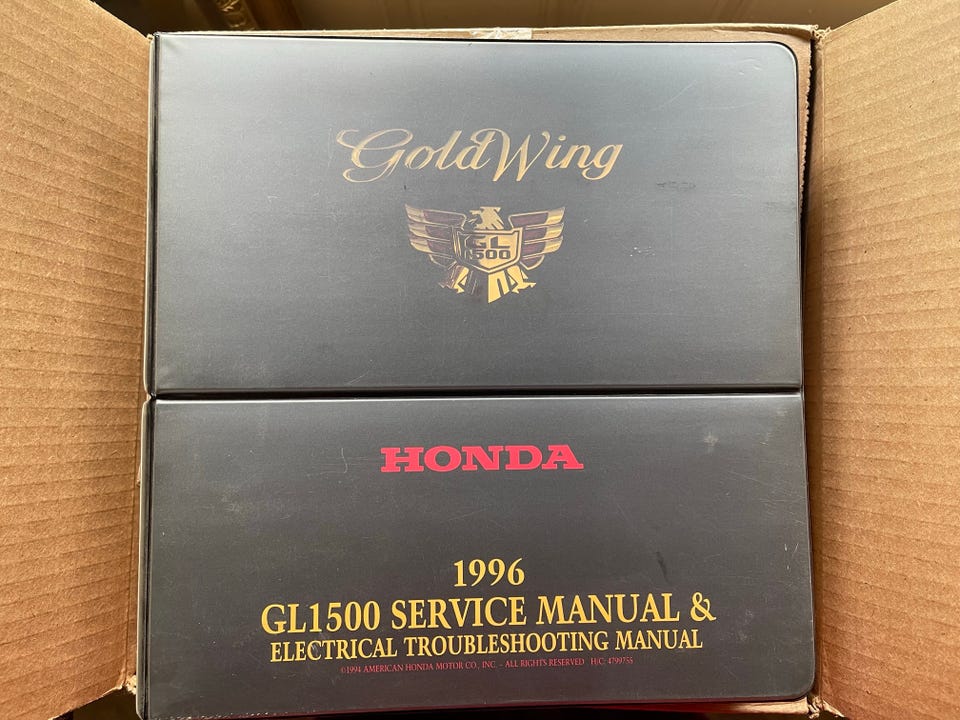 GoldWing
GL
1500
HONDA
1996
GL1500 SERVICE MANUAL &
ELECTRICAL TROUBLESHOOTING MANUAL
©1994 AMERICAN HONDA MOTOR CO., INC. - ALL RIGHTS RESERVED H/C: 4799755